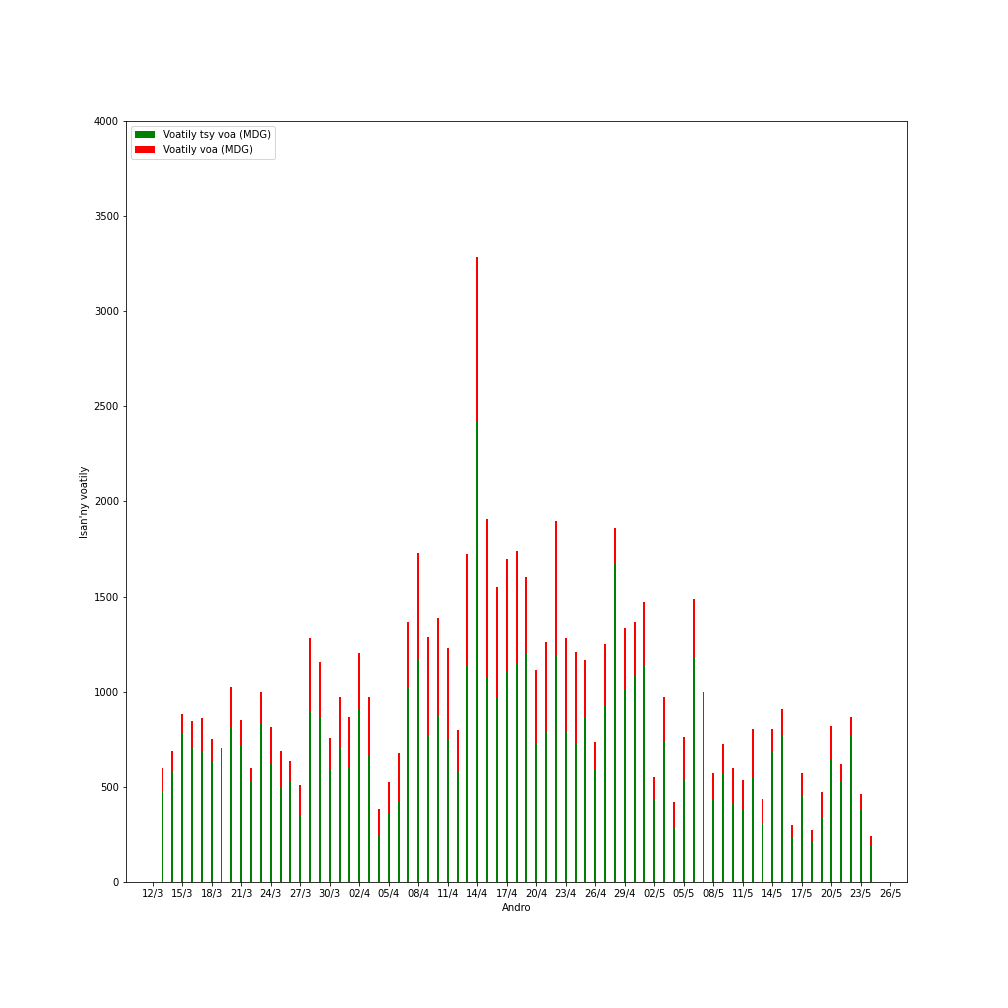 Voatily tsy voa (MDG)
Voatily voa (MDG)
4000
3500
3000
2500
2000
1500
1000
500
0
Isan'ny voatily
12/3 15/3 18/3 21/3 24/3 27/3 30/3 02/4 05/4 08/4 11/4 14/4 17/4 20/4 23/4 26/4 29/4 02/5 05/5 08/5 11/5 14/5 17/5 20/5 23/5 26/5
Andro